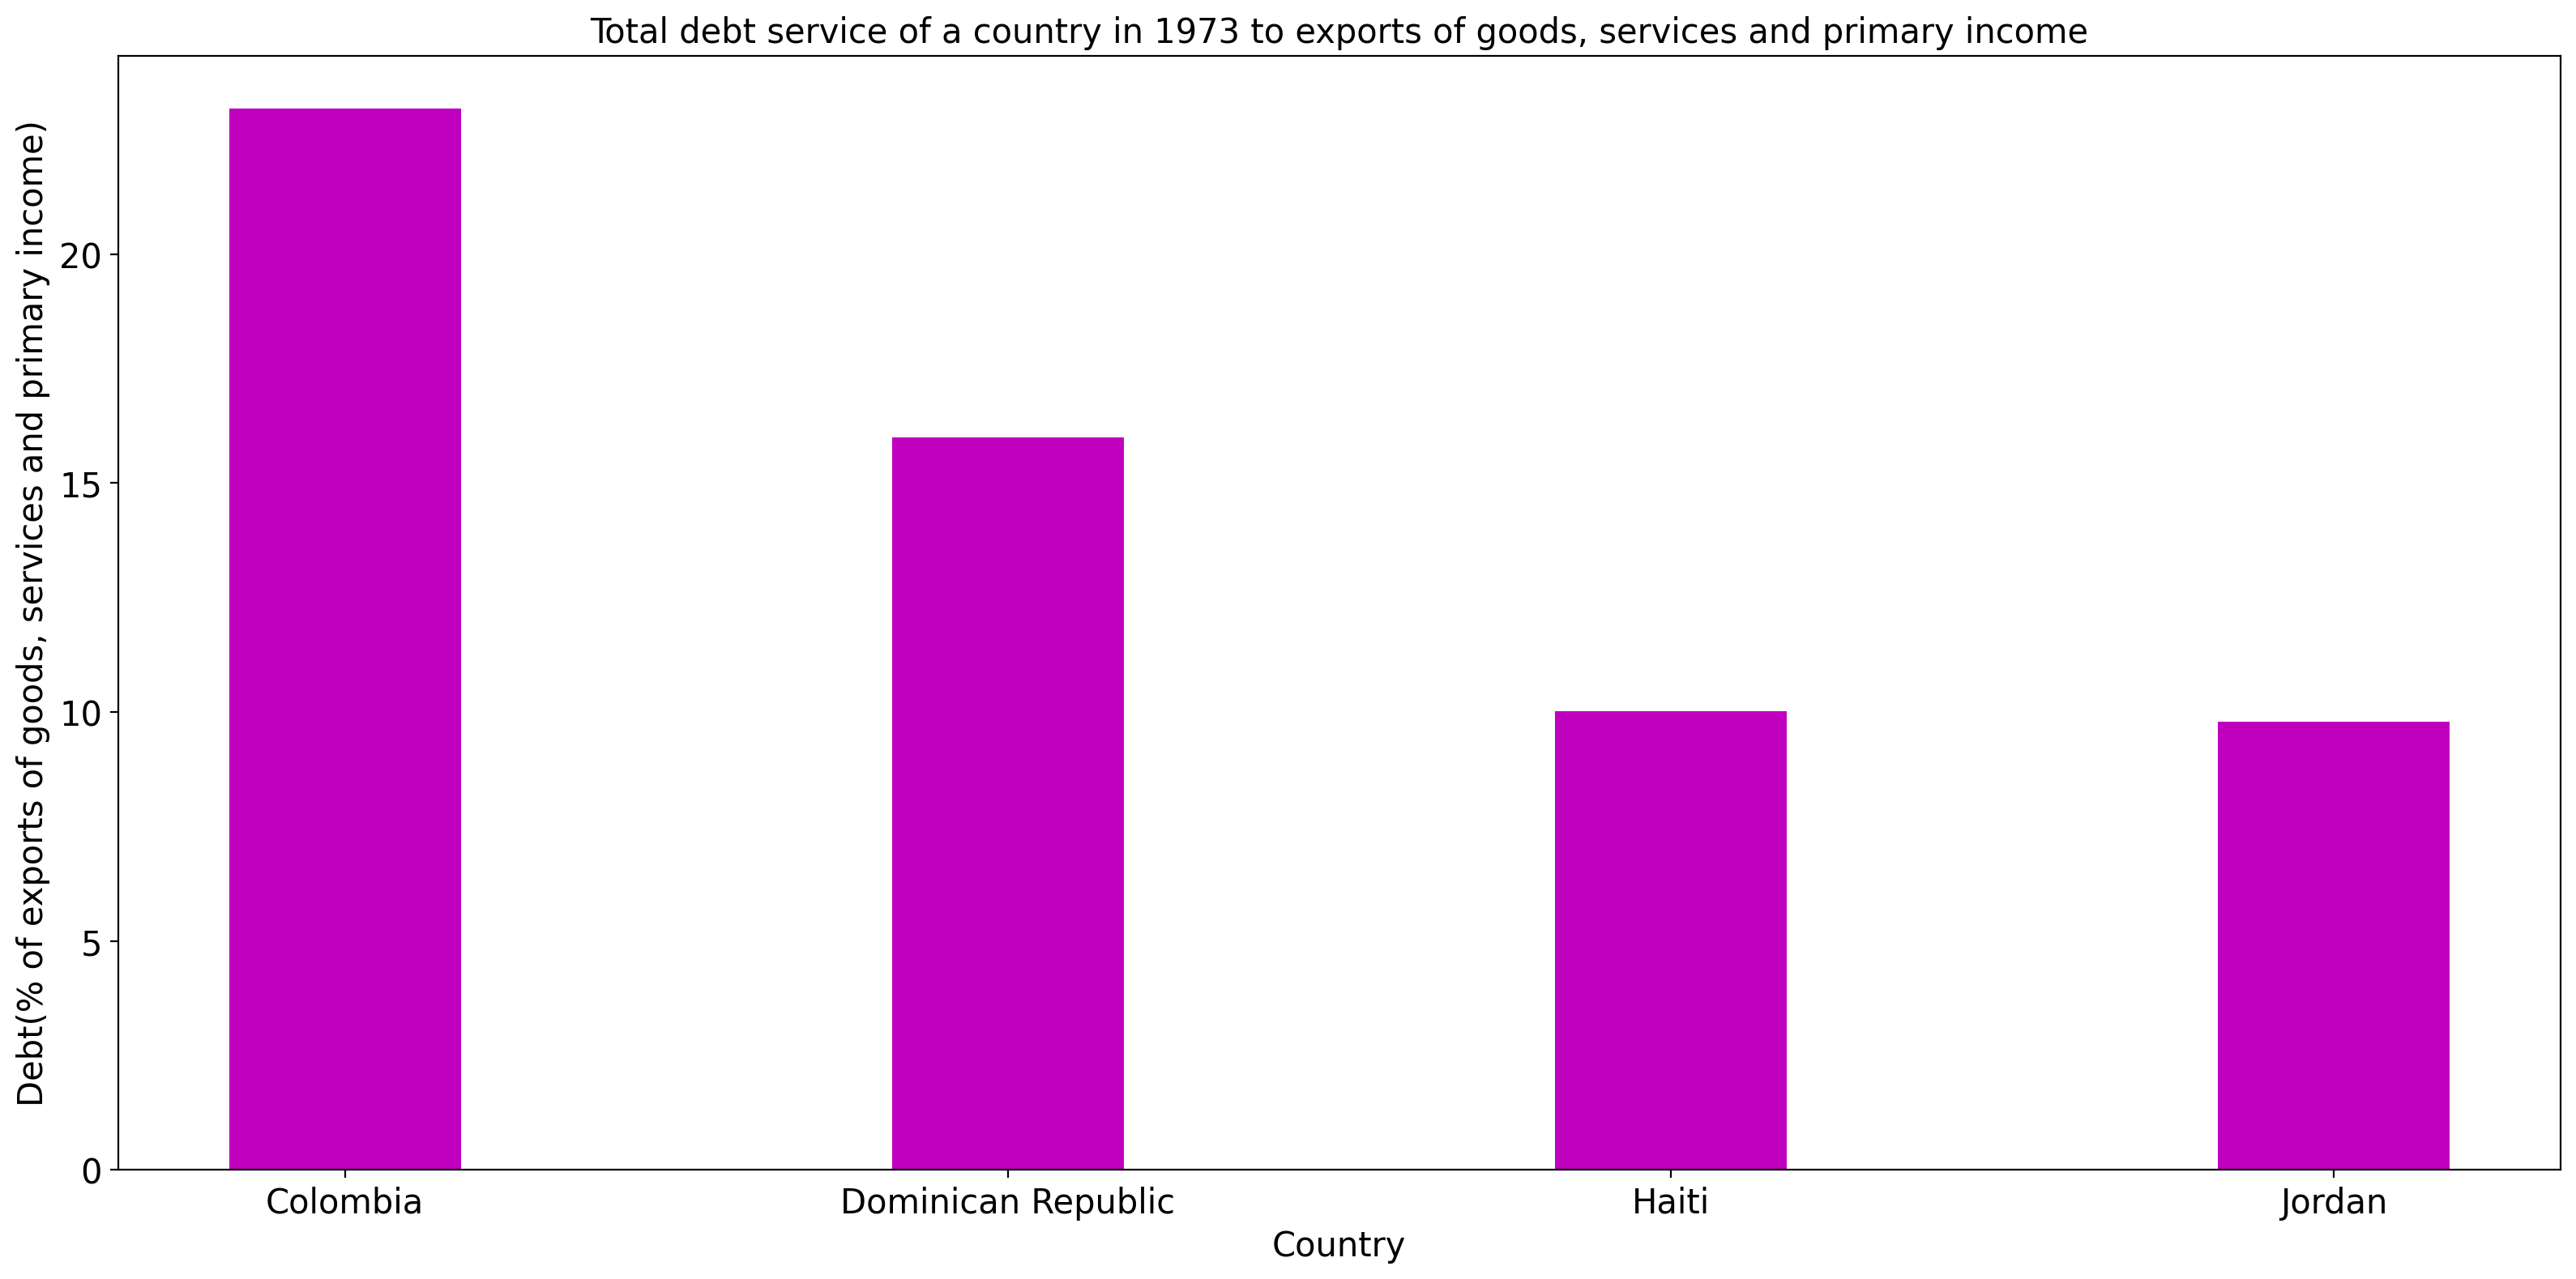 Total debt service of a country in 1973 to exports of goods, services and primary income
Debt(% of exports of goods, services and primary income)
20
15
10
5
0
Colombia
Dominican Republic
Haiti
Jordan
Country